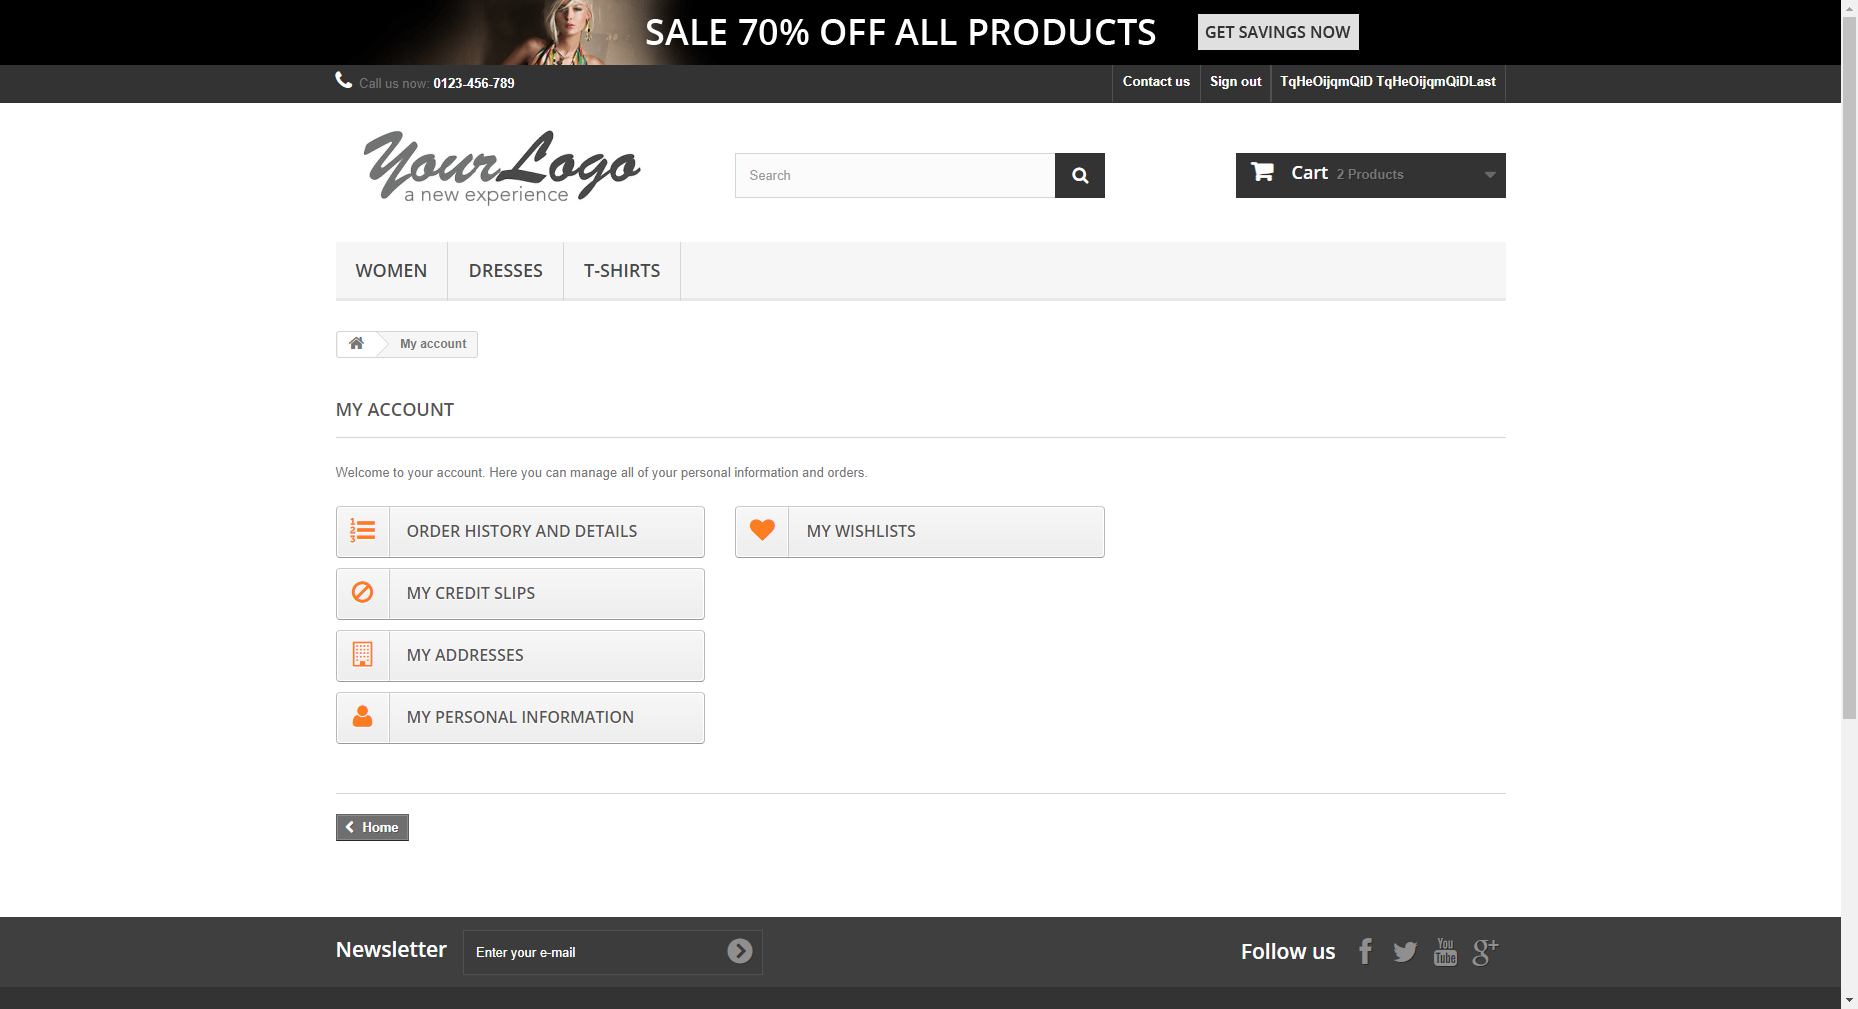 SALE 70% OFF ALL PRODUCTS GET SAVINGS NOW
Call us now: 0123-456-789 Contact us Sign out TqHeOijqmQiD TqHeOijqmQiDLast
YourLogo
a new experience
Search
Cart 2 Products
WOMEN DRESSES T-SHIRTS
My account
MY ACCOUNT
Welcome to your account. Here you can manage all of your personal information and orders.
1
2
3
ORDER HISTORY AND DETAILS
MY WISHLISTS
MY CREDIT SLIPS
MY ADDRESSES
MY PERSONAL INFORMATION
Home
Newsletter Enter your e-mail Follow us f You Tube g+